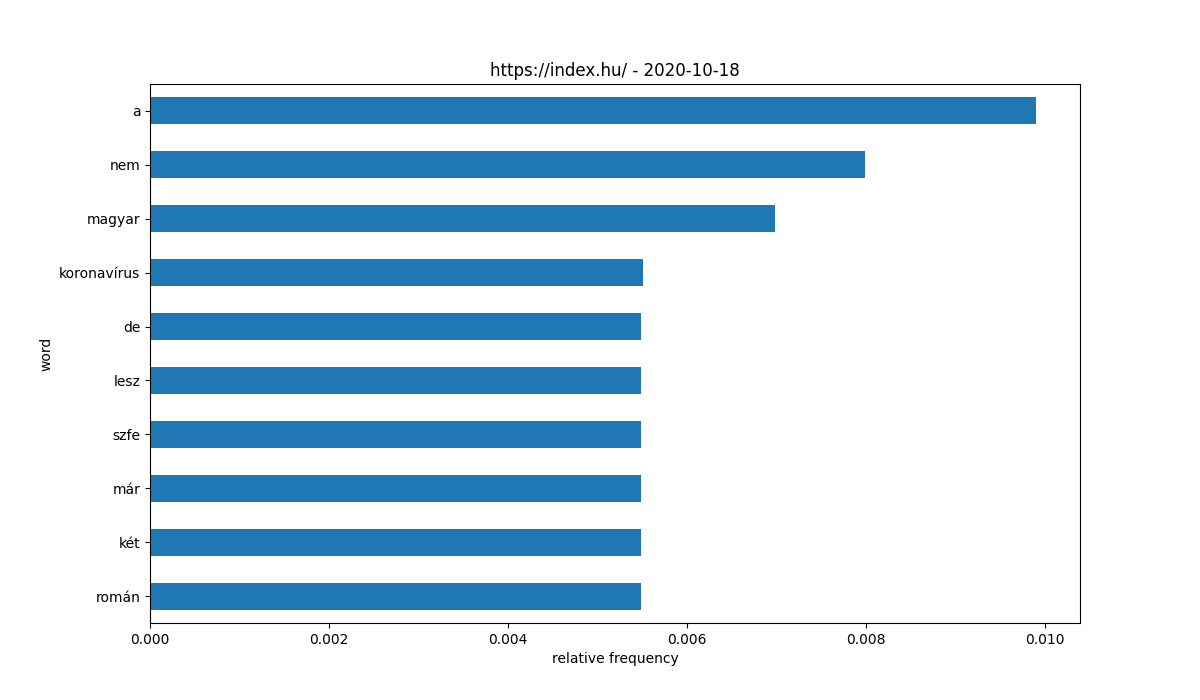 https://index.hu/ - 2020-10-18
a
nem
magyar
koronavírus
de
lesz
szfe
már
két
román
word
0.000 0.002 0.004 0.006 0.008 0.010
relative frequency